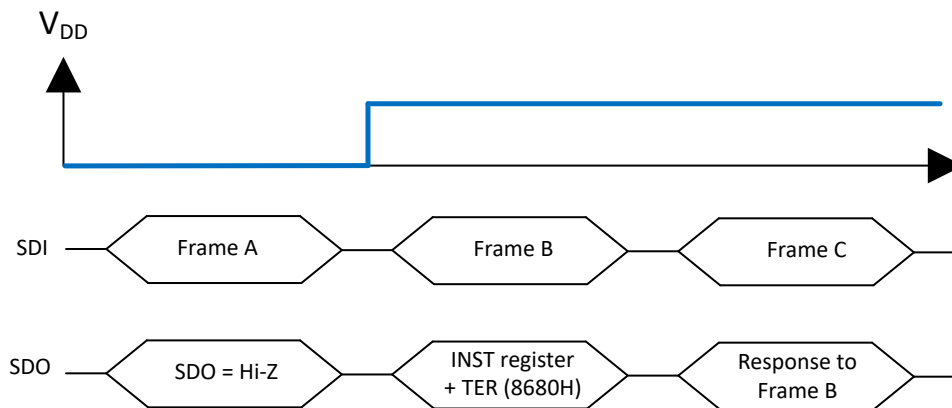 VDD
SDI
Frame A
Frame B
Frame C
SDO
SDO = Hi-Z
INST register
+ TER (8680H)
Response to
Frame B